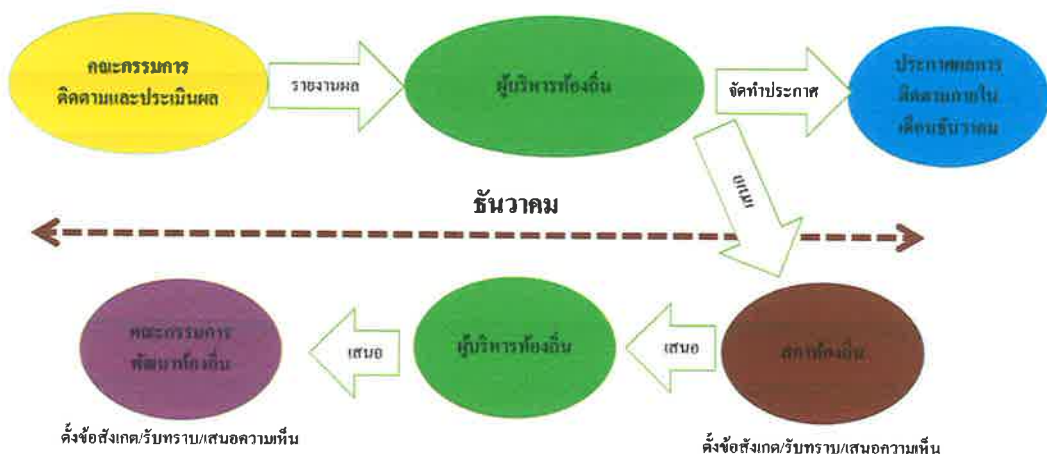 คณะกรรมการ
ติดตามและประเมินผล
รายงานผล
ผู้บริหารท้องถิ่น
จัดทำประกาศ
ประกาศผลการ
ติดตามภายใน
เดือนธันวาคม
เสนอ
ธันวาคม
คณะกรรมการ
พัฒนาท้องถิ่น
เสนอ
ผู้บริหารท้องถิ่น
เสนอ
สภาท้องถิ่น
ตั้งข้อสังเกต/รับทราบ/เสนอความเห็น
ตั้งข้อสังเกต/รับทราบ/เสนอความเห็น